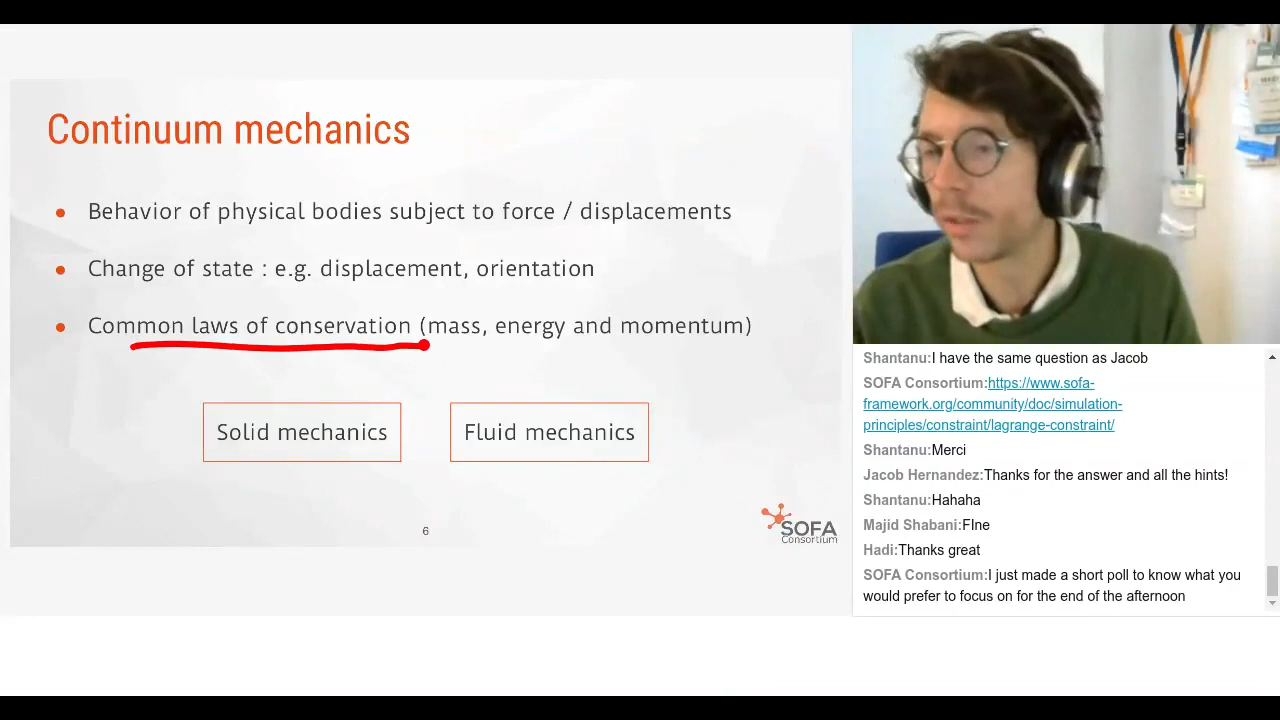 Continuum mechanics
Behavior of physical bodies subject to force / displacements
Change of state : e.g. displacement, orientation
Common laws of conservation (mass, energy and momentum)
Solid mechanics
Fluid mechanics
6
SOFA
Consortium
Shantanu:I have the same question as Jacob
SOFA Consortium:https://www.sofa-
framework.org/community/doc/simulation-
principles/constraint/lagrange-constraint/
Shantanu:Merci
Jacob Hernandez:Thanks for the answer and all the hints!
Shantanu:Hahaha
Majid Shabani:FIne
Hadi:Thanks great
SOFA Consortium:I just made a short poll to know what you
would prefer to focus on for the end of the afternoon